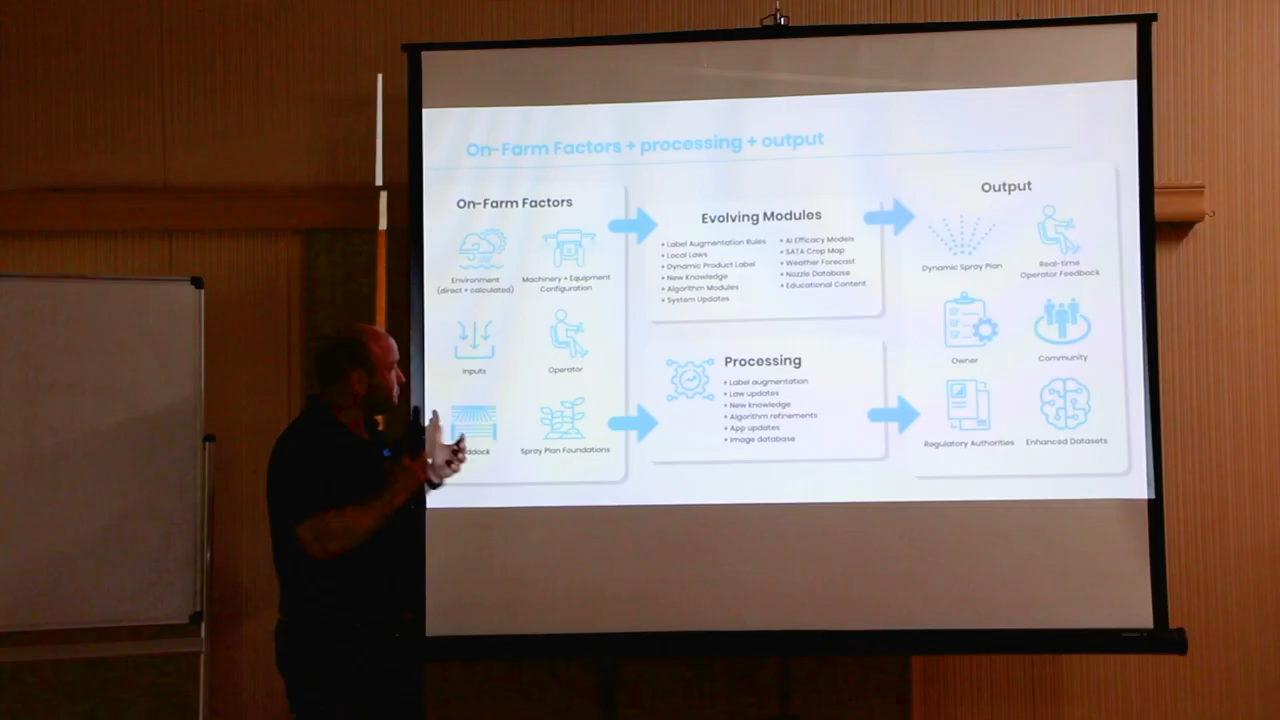 On-Farm Factors + processing + output
On-Farm Factors
Environment
(direct + calculated)
Machinery + Equipment
Configuration
Inputs
Operator
Spray Plan Foundations
Evolving Modules
+ Label Augmentation Rules
+ Local Laws
+ Dynamic Product Label
+ New Knowledge
+ Algorithm Modules
+ System Updates
+ AI Efficacy Models
+ SATA Crop Map
+ Weather Forecast
+ Nozzle Database
+ Educational Content
Processing
+ Label augmentation
+ Law updates
+ New knowledge
+ Algorithm refinements
+ App updates
+ Image database
Output
Dynamic Spray Plan
Real-time
Operator Feedback
Owner
Community
Regulatory Authorities
Enhanced Datasets